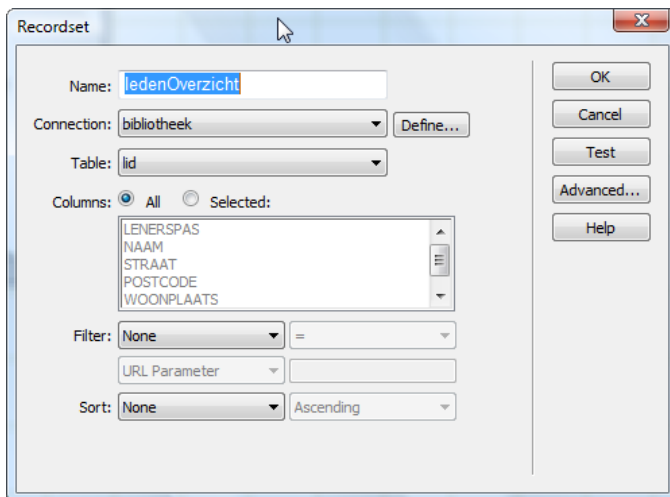 Recordset
Name: ledenOverzicht
OK
Connection: bibliotheek Define...
Cancel
Table: lid
Test
Columns: All Selected:
Advanced...
LENERSPAS
NAAM
STRAAT
POSTCODE
WOONPLAATS
Help
Filter: None =
URL Parameter
Sort: None Ascending